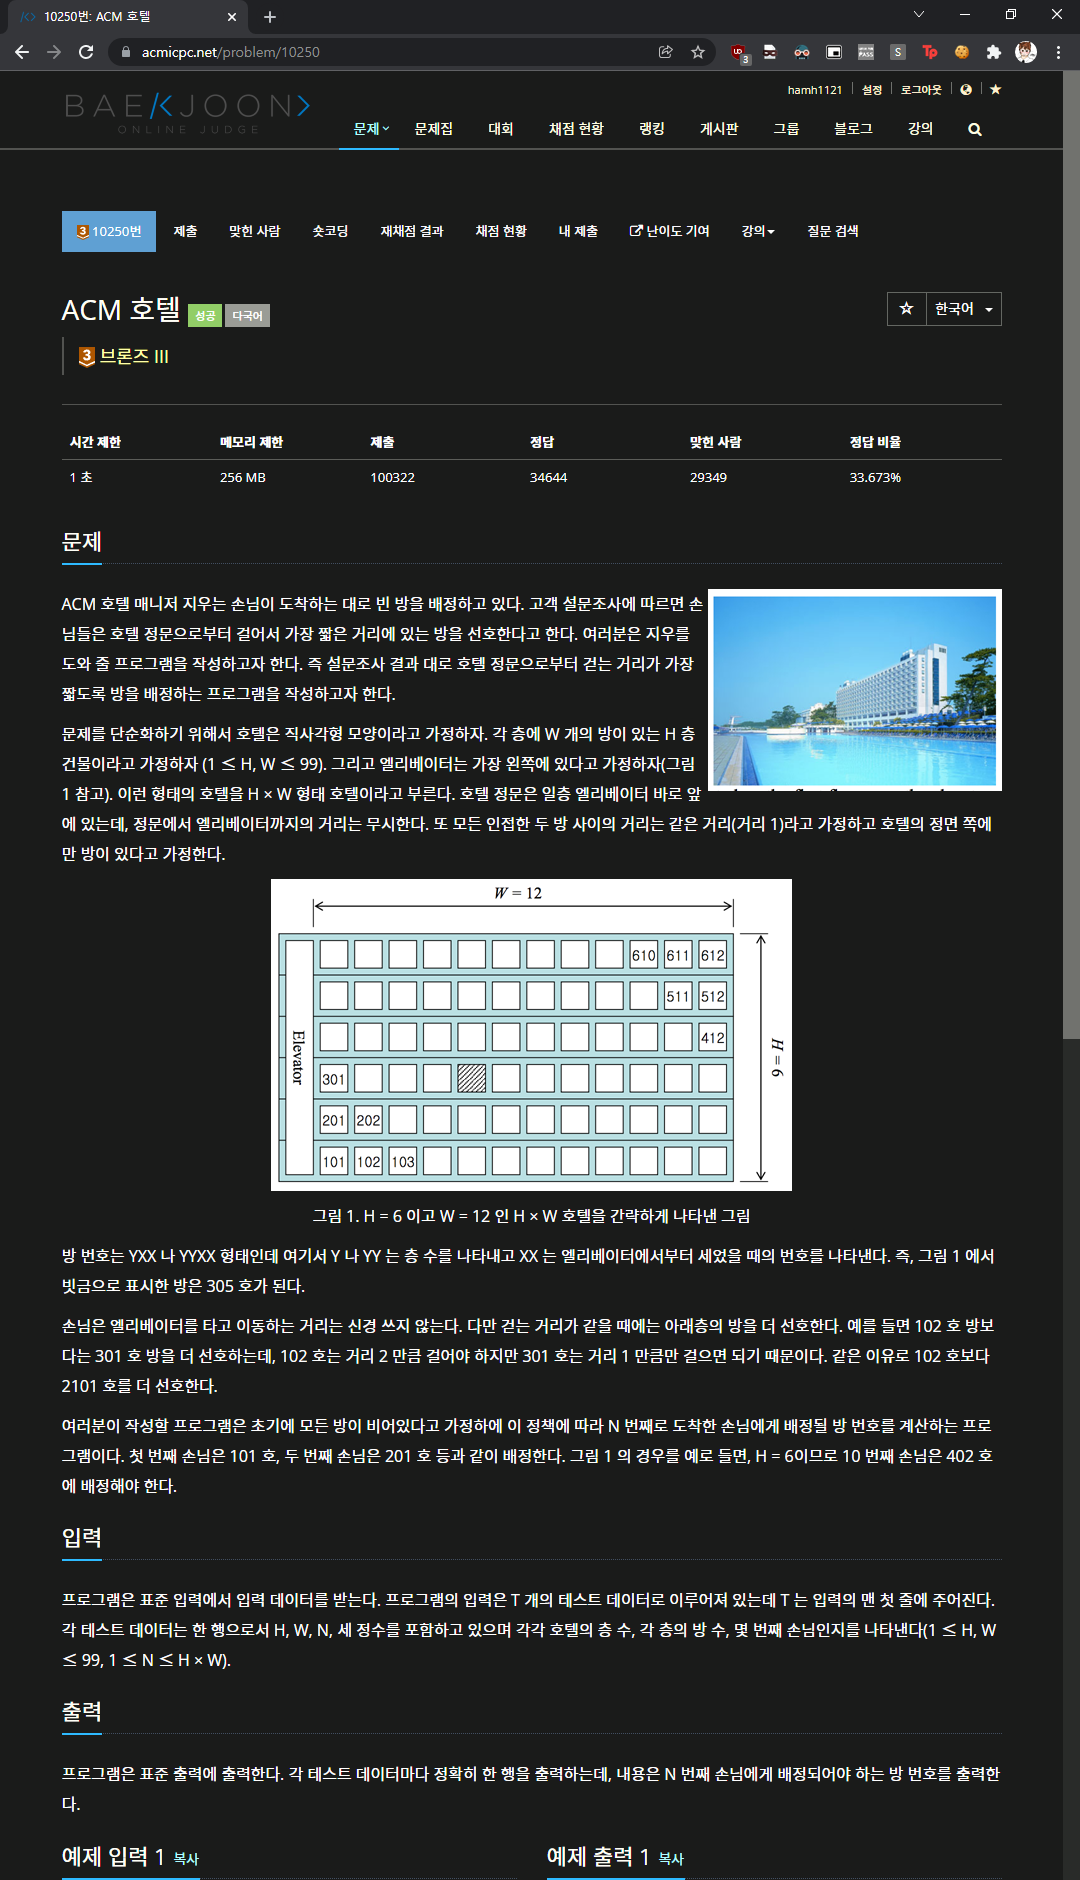 10250번: ACM 호텔
acmicpc.net/problem/10250
hamh1121 설정 로그아웃
BAEKJOON
ONLINE JUDGE
문제 문제집 대회 채점 현황 랭킹 게시판 그룹 블로그 강의
3 10250번 제출 맞힌 사람 숏코딩 재채점 결과 채점 현황 내 제출 난이도 기여 강의 질문 검색
ACM 호텔 성공 다국어
한국어
3 브론즈 III
시간 제한 메모리 제한 제출 정답 맞힌 사람 정답 비율
1 초 256 MB 100322 34644 29349 33.673%
문제
ACM 호텔 매니저 지우는 손님이 도착하는 대로 빈 방을 배정하고 있다. 고객 설문조사에 따르면 손
님들은 호텔 정문으로부터 걸어서 가장 짧은 거리에 있는 방을 선호한다고 한다. 여러분은 지우를
도와 줄 프로그램을 작성하고자 한다. 즉 설문조사 결과 대로 호텔 정문으로부터 걷는 거리가 가장
짧도록 방을 배정하는 프로그램을 작성하고자 한다.
문제를 단순화하기 위해서 호텔은 직사각형 모양이라고 가정하자. 각 층에 W 개의 방이 있는 H 층
건물이라고 가정하자 (1 ≤ H, W ≤ 99). 그리고 엘리베이터는 가장 왼쪽에 있다고 가정하자(그림
1 참고). 이런 형태의 호텔을 H × W 형태 호텔이라고 부른다. 호텔 정문은 일층 엘리베이터 바로 앞
에 있는데, 정문에서 엘리베이터까지의 거리는 무시한다. 또 모든 인접한 두 방 사이의 거리는 같은 거리(거리 1)라고 가정하고 호텔의 정면 쪽에
만 방이 있다고 가정한다.
W = 12
610 611 612
511 512
412
Elevator
H = 6
301
201 202
101 102 103
그림 1. H = 6 이고 W = 12 인 H × W 호텔을 간략하게 나타낸 그림
방 번호는 YXX 나 YYXX 형태인데 여기서 Y 나 YY 는 층 수를 나타내고 XX 는 엘리베이터에서부터 세었을 때의 번호를 나타낸다. 즉, 그림 1 에서
빗금으로 표시한 방은 305 호가 된다.
손님은 엘리베이터를 타고 이동하는 거리는 신경 쓰지 않는다. 다만 걷는 거리가 같을 때에는 아래층의 방을 더 선호한다. 예를 들면 102 호 방보
다는 301 호 방을 더 선호하는데, 102 호는 거리 2 만큼 걸어야 하지만 301 호는 거리 1 만큼만 걸으면 되기 때문이다. 같은 이유로 102 호보다
2101 호를 더 선호한다.
여러분이 작성할 프로그램은 초기에 모든 방이 비어있다고 가정하에 이 정책에 따라 N 번째로 도착한 손님에게 배정될 방 번호를 계산하는 프로
그램이다. 첫 번째 손님은 101 호, 두 번째 손님은 201 호 등과 같이 배정한다. 그림 1 의 경우를 예로 들면, H = 6이므로 10 번째 손님은 402 호
에 배정해야 한다.
입력
프로그램은 표준 입력에서 입력 데이터를 받는다. 프로그램의 입력은 T 개의 테스트 데이터로 이루어져 있는데 T 는 입력의 맨 첫 줄에 주어진다.
각 테스트 데이터는 한 행으로서 H, W, N, 세 정수를 포함하고 있으며 각각 호텔의 층 수, 각 층의 방 수, 몇 번째 손님인지를 나타낸다(1 ≤ H, W
≤ 99, 1 ≤ N ≤ H × W).
출력
프로그램은 표준 출력에 출력한다. 각 테스트 데이터마다 정확히 한 행을 출력하는데, 내용은 N 번째 손님에게 배정되어야 하는 방 번호를 출력한
다.
예제 입력 1 복사
예제 출력 1 복사